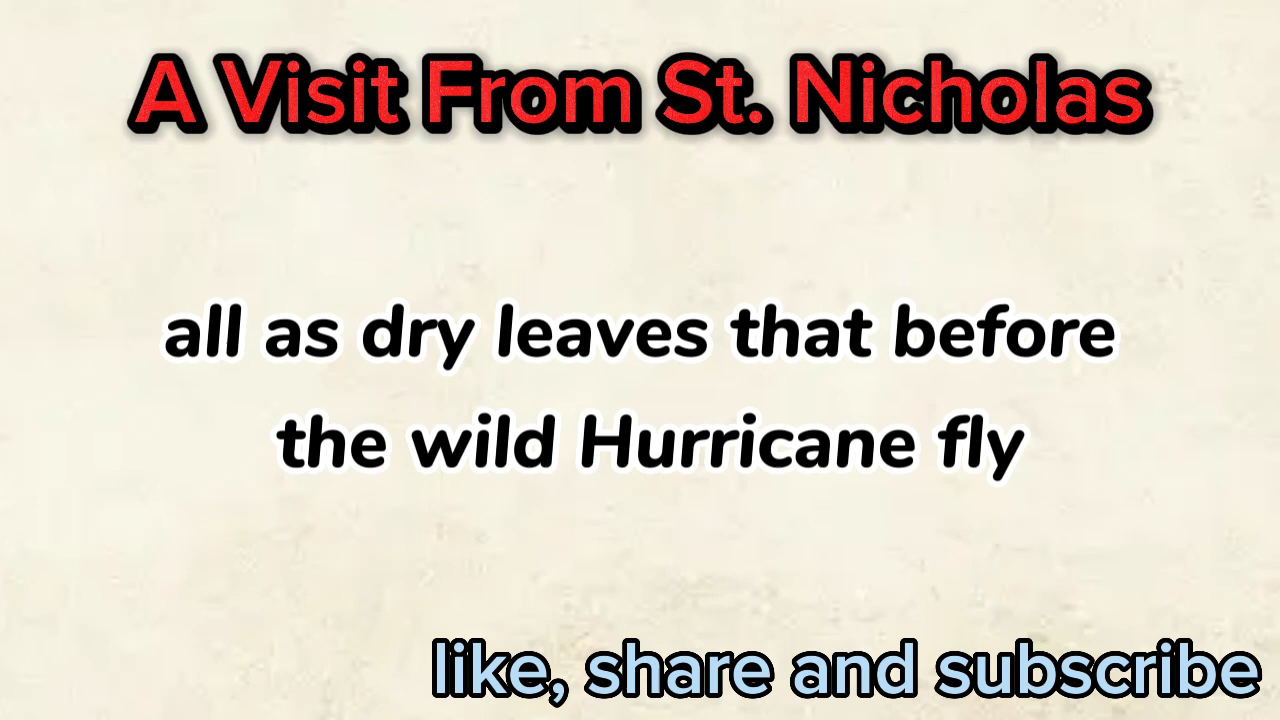 A Visit From St. Nicholas
all as dry leaves that before
the wild Hurricane fly
like, share and subscribe